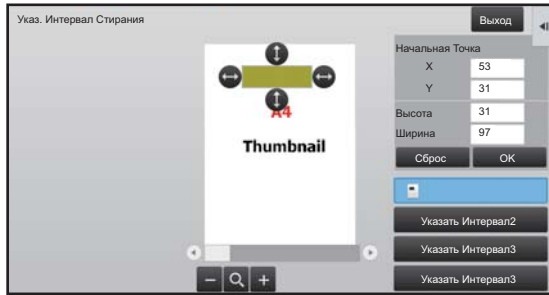 Указ. Интервал Стирания
Выход
Начальная Точка
X 53
Y 31
Высота 31
Ширина 97
Сброс OK
A4
Thumbnail
Указать Интервал2
Указать Интервал3
Указать Интервал3